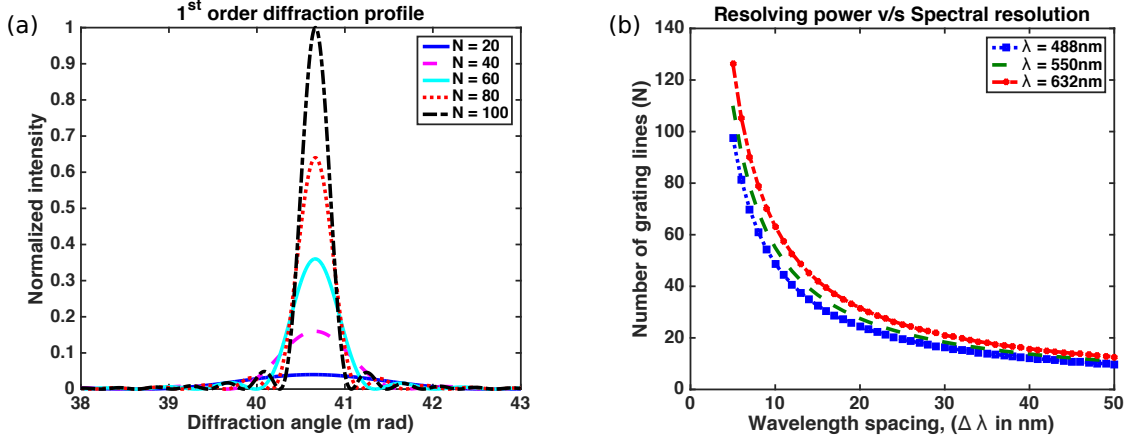 (a)
1st order diffraction profile
Normalized intensity
1
0.9
0.8
0.7
0.6
0.5
0.4
0.3
0.2
0.1
0
N = 20
N = 40
N = 60
N = 80
N = 100
38
39
40
41
42
43
Diffraction angle (m rad)
(b)
Resolving power v/s Spectral resolution
Number of grating lines (N)
140
120
100
80
60
40
20
0
λ = 488nm
λ = 550nm
λ = 632nm
0
10
20
30
40
50
Wavelength spacing, (Δ λ in nm)